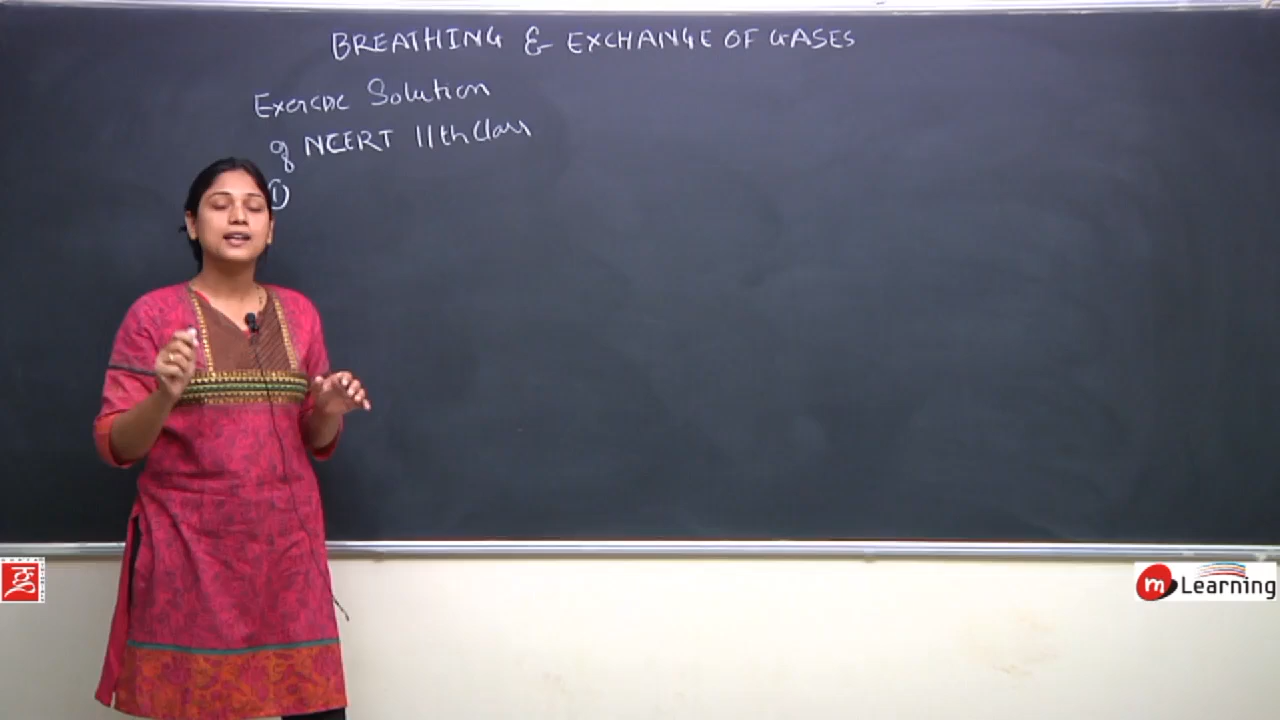 BREATHING & EXCHANGE OF GASES
Exercise Solution
of NCERT 11th Class
①
m Learning